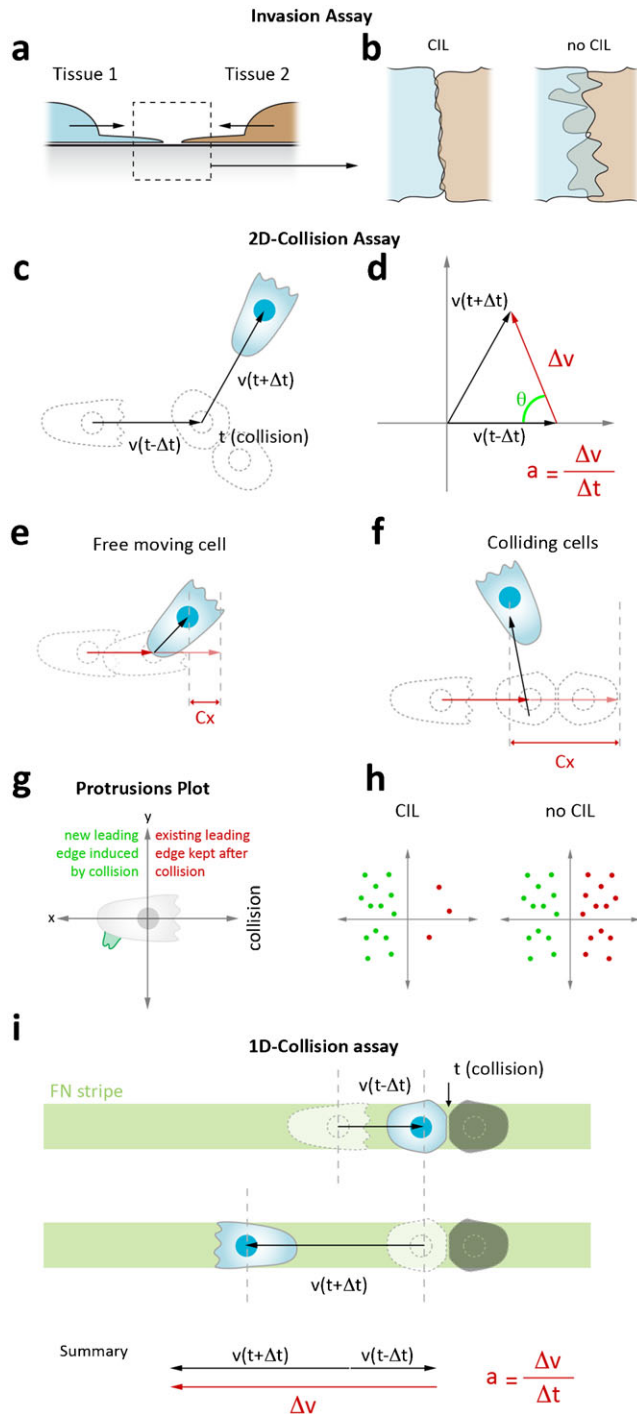 Invasion Assay
a
Tissue 1
Tissue 2
b
CIL
no CIL
2D-Collision Assay
c
v(t+Δt)
v(t-Δt)
t (collision)
d
v(t+Δt)
Δv
θ
v(t-Δt)
a = Δv
Δt
e
Free moving cell
Cx
f
Colliding cells
Cx
g
Protrusions Plot
y
new leading
edge induced
by collision
existing leading
edge kept after
collision
x
collision
h
CIL
no CIL
i
1D-Collision assay
FN stripe
v(t-Δt)
t (collision)
v(t+Δt)
Summary
v(t+Δt)
v(t-Δt)
Δv
a = Δv
Δt